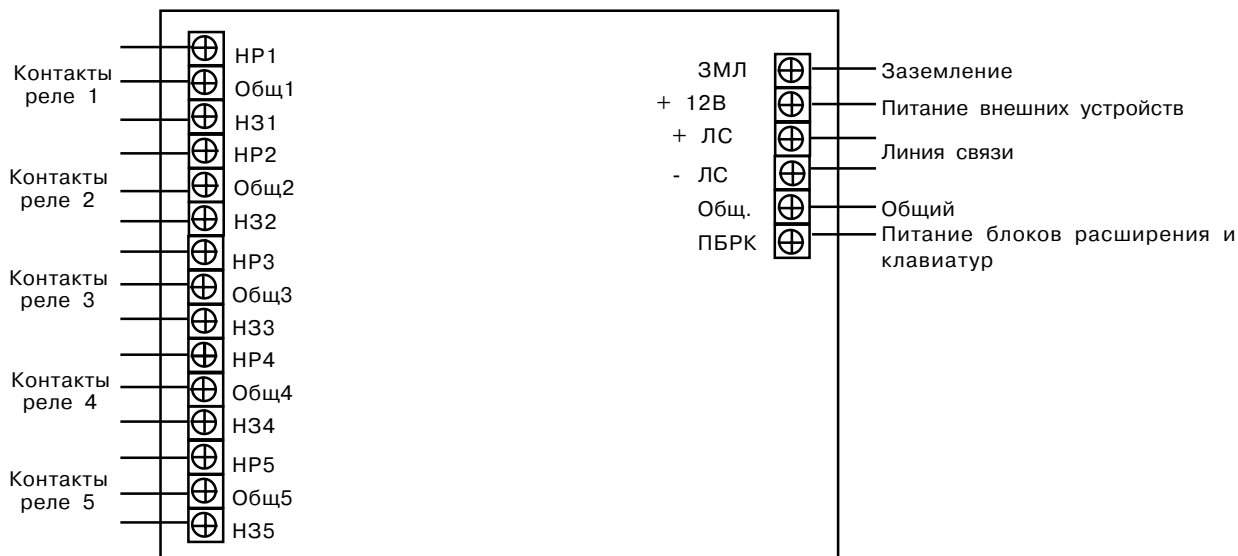 Контакты
реле 1
НР1
Общ1
НЗ1
Контакты
реле 2
НР2
Общ2
НЗ2
Контакты
реле 3
НР3
Общ3
НЗ3
Контакты
реле 4
НР4
Общ4
НЗ4
Контакты
реле 5
НР5
Общ5
НЗ5
ЗМЛ Заземление
+ 12В Питание внешних устройств
+ ЛС
Линия связи
- ЛС
Общ. Общий
ПБРК Питание блоков расширения и
клавиатур